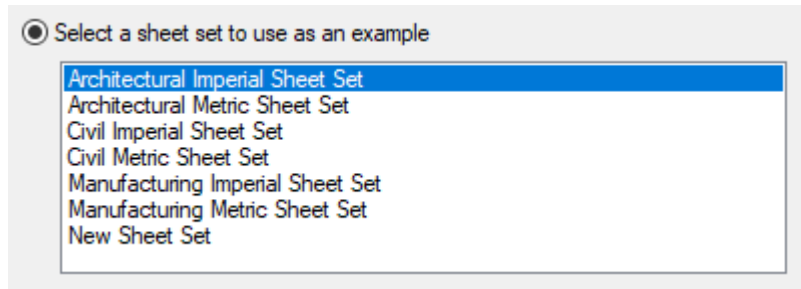 Select a sheet set to use as an example
Architectural Imperial Sheet Set
Architectural Metric Sheet Set
Civil Imperial Sheet Set
Civil Metric Sheet Set
Manufacturing Imperial Sheet Set
Manufacturing Metric Sheet Set
New Sheet Set